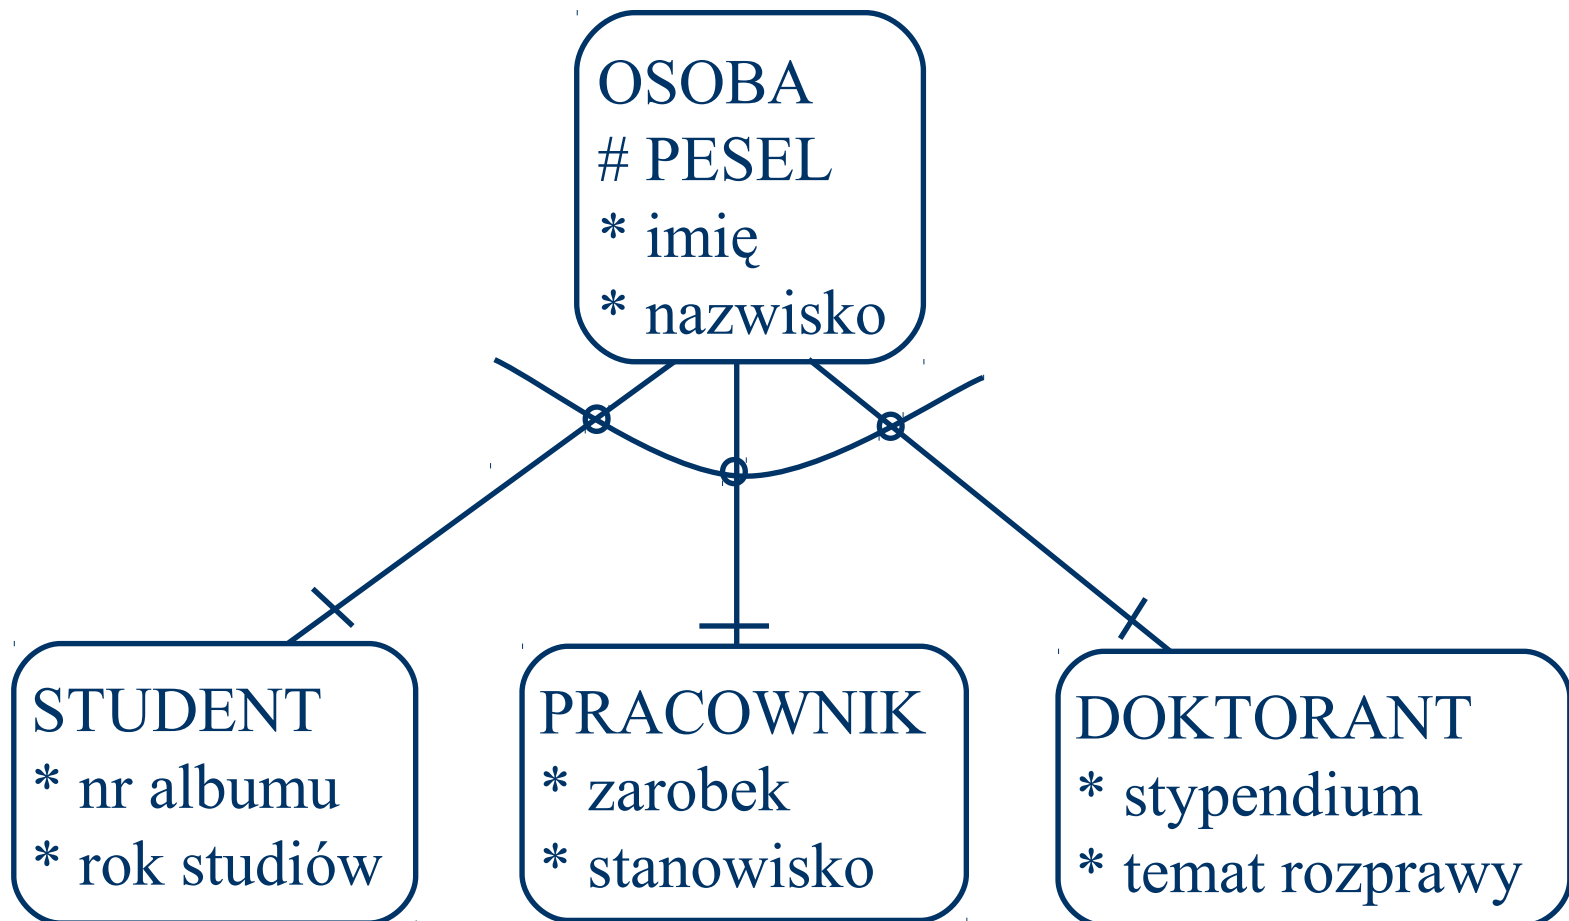 OSOBA
# PESEL
* imię
* nazwisko
STUDENT
* nr albumu
* rok studiów
PRACOWNIK
* zarobek
* stanowisko
DOKTORANT
* stypendium
* temat rozprawy